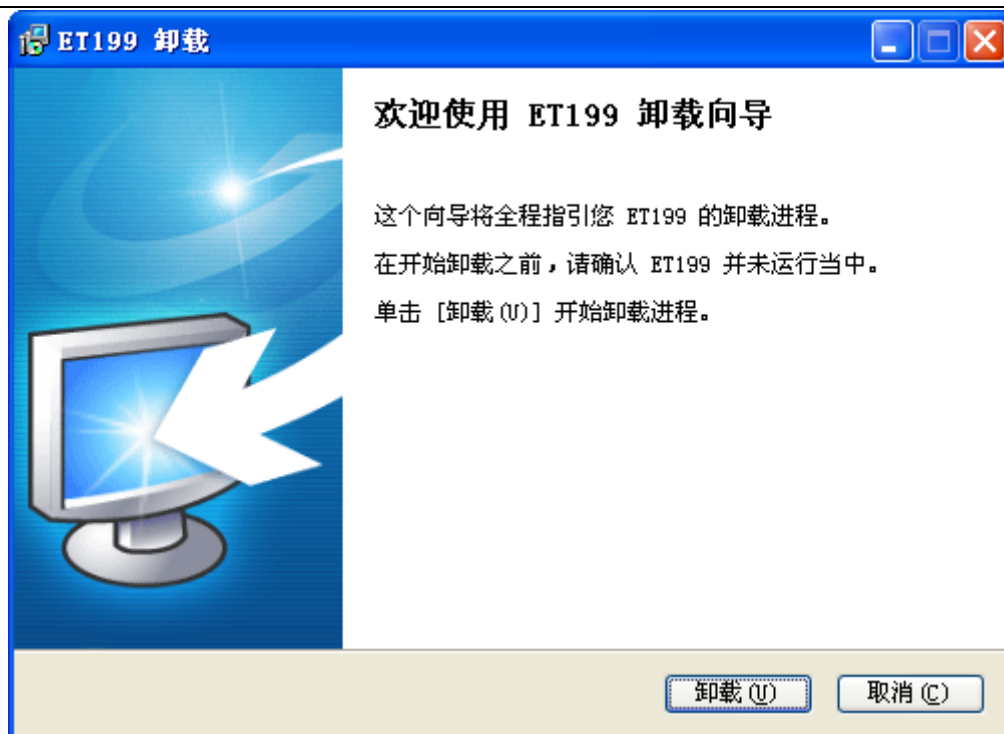 ET199 卸载
欢迎使用 ET199 卸载向导
这个向导将全程指引您 ET199 的卸载进程。
在开始卸载之前，请确认 ET199 并未运行当中。
单击 [卸载(U)] 开始卸载进程。
卸载(U) 取消(C)